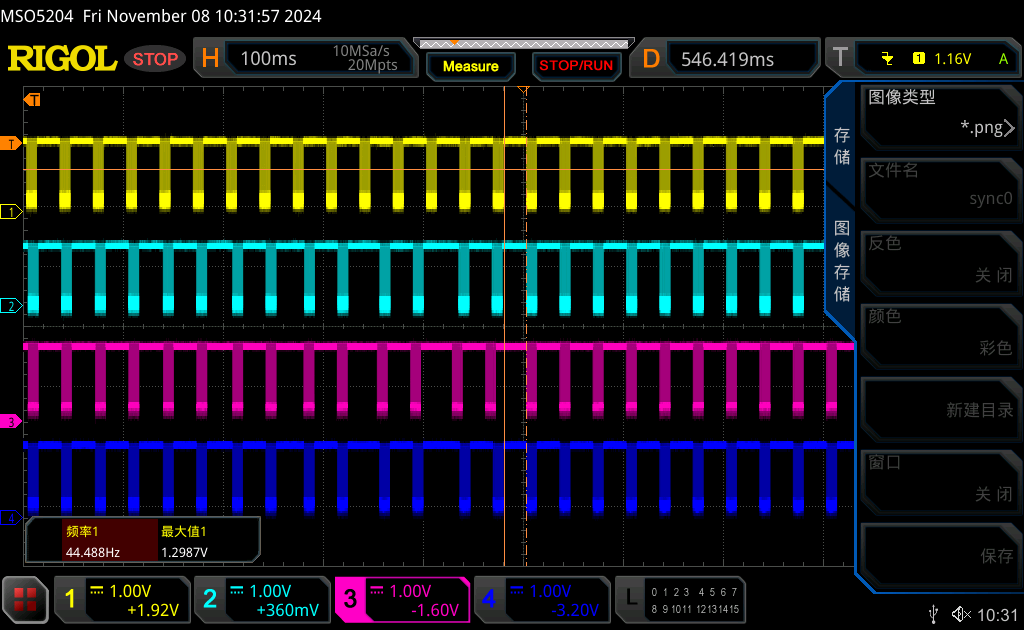 MSO5204 Fri November 08 10:31:57 2024
RIGOL STOP H 100ms 10MSa/s 20Mpts Measure STOP/RUN D 546.419ms T 1 1.16V A
T
T
1
2
3
4
存储
图像存储
图像类型
*.png
文件名
sync0
反色
关闭
颜色
彩色
新建目录
窗口
关闭
保存
频率1 最大值1
44.488Hz 1.2987V
1 1.00V +1.92V
2 1.00V +360mV
3 1.00V -1.60V
4 1.00V -3.20V
L 0 1 2 3 4 5 6 7
8 9 10 11 12 13 14 15
10:31